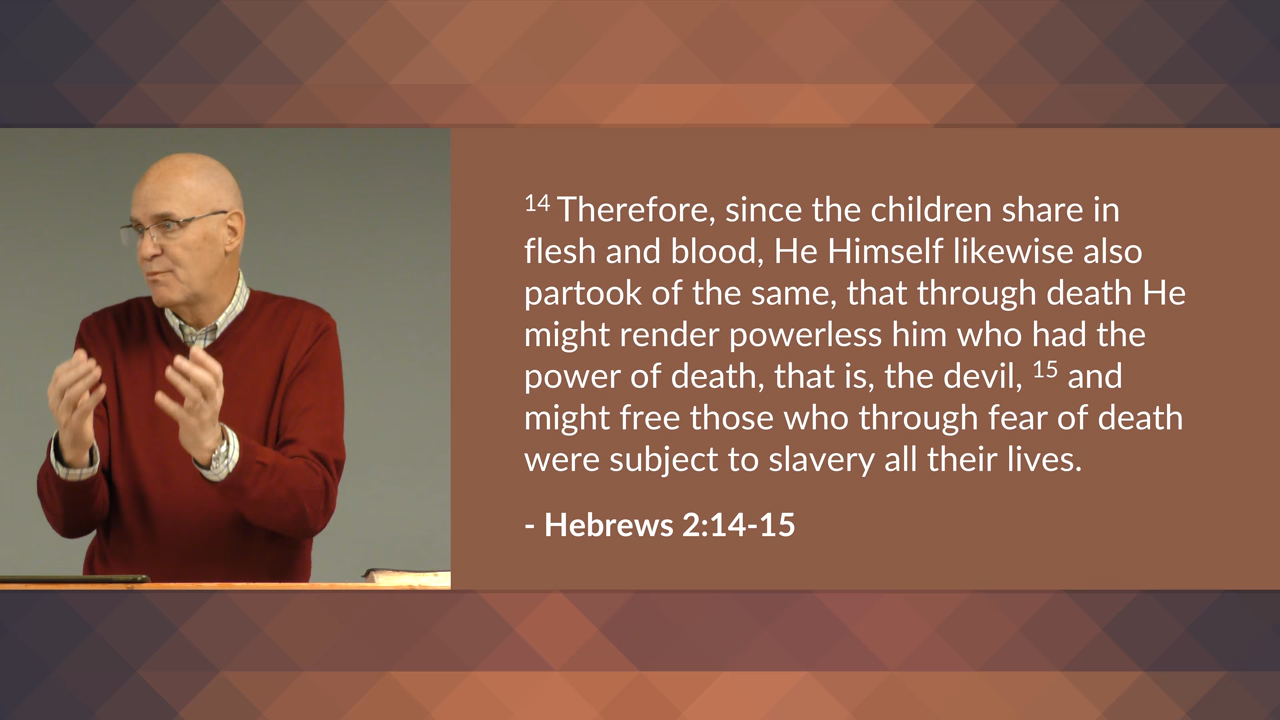 14 Therefore, since the children share in
flesh and blood, He Himself likewise also
partook of the same, that through death He
might render powerless him who had the
power of death, that is, the devil, 15 and
might free those who through fear of death
were subject to slavery all their lives.
- Hebrews 2:14-15